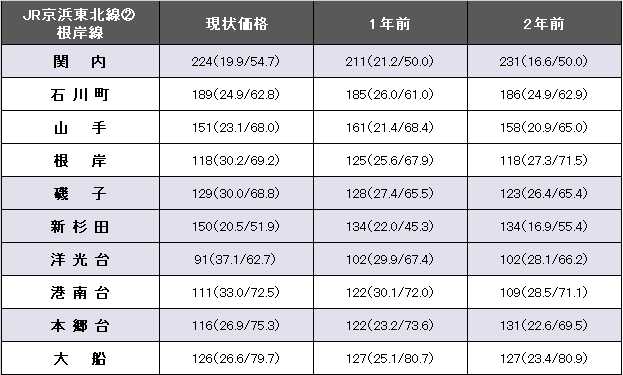 JR京浜東北線② 現状価格 1年前 2年前
根岸線
関内 224(19.9/54.7) 211(21.2/50.0) 231(16.6/50.0)
石川町 189(24.9/62.8) 185(26.0/61.0) 186(24.9/62.9)
山手 151(23.1/68.0) 161(21.4/68.4) 158(20.9/65.0)
根岸 118(30.2/69.2) 125(25.6/67.9) 118(27.3/71.5)
磯子 129(30.0/68.8) 128(27.4/65.5) 123(26.4/65.4)
新杉田 150(20.5/51.9) 134(22.0/45.3) 134(16.9/55.4)
洋光台 91(37.1/62.7) 102(29.9/67.4) 102(28.1/66.2)
港南台 111(33.0/72.5) 122(30.1/72.0) 109(28.5/71.1)
本郷台 116(26.9/75.3) 122(23.2/73.6) 131(22.6/69.5)
大船 126(26.6/79.7) 127(25.1/80.7) 127(23.4/80.9)